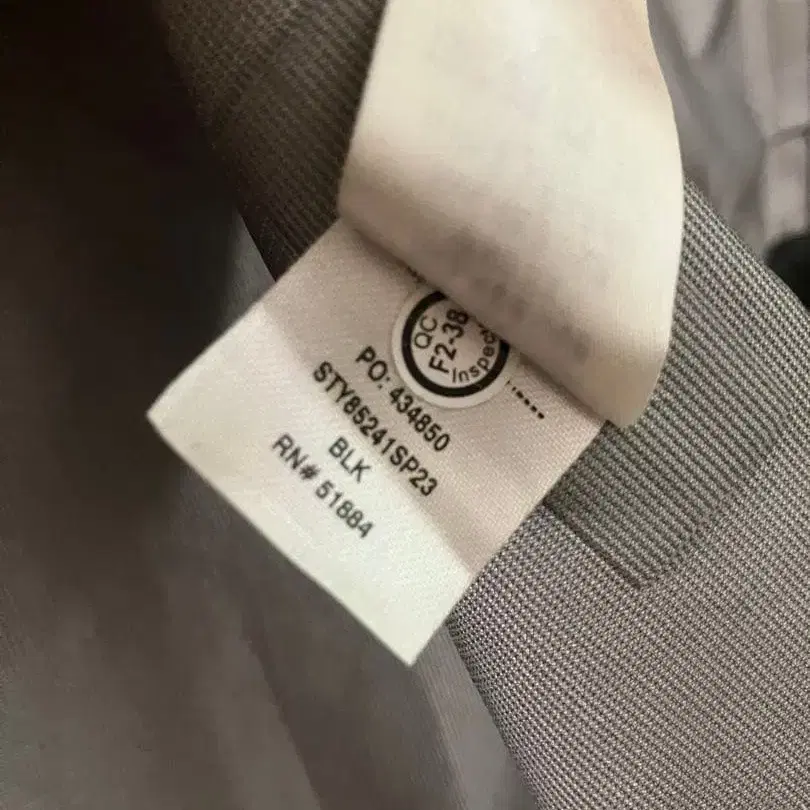 QC
F2-38
Inspec
PO: 434850
STY85241SP23
BLK
RN# 51884